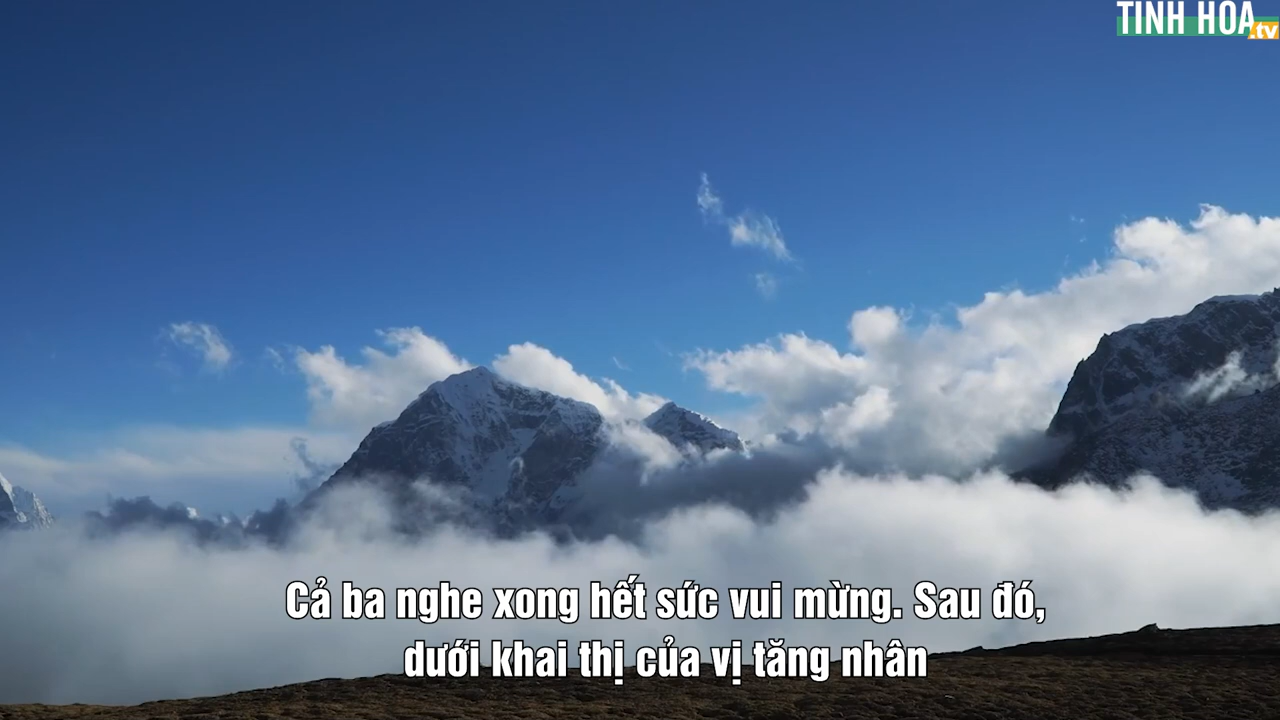 TINH HOA
.tv
Cả ba nghe xong hết sức vui mừng. Sau đó,
dưới khai thị của vị tăng nhân